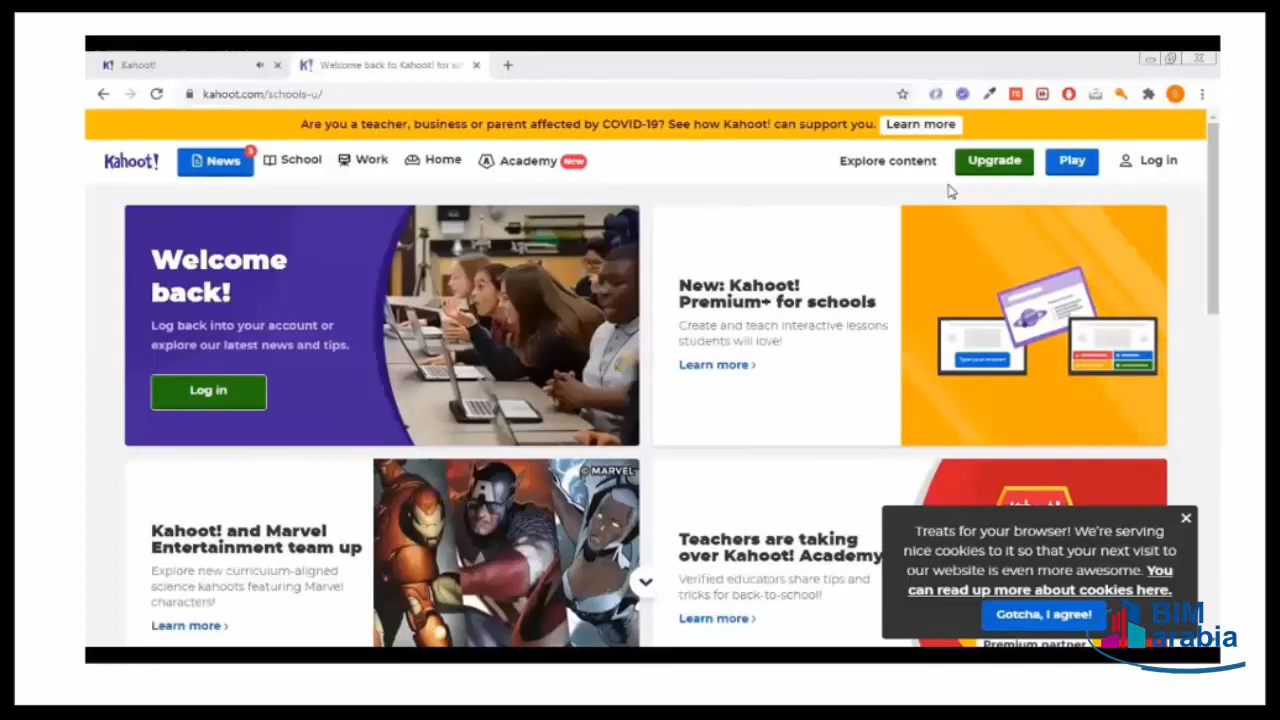 Kahoot!
Welcome back to Kahoot! for sc
kahoot.com/schools-u/
Are you a teacher, business or parent affected by COVID-19? See how Kahoot! can support you. Learn more
Kahoot! News 3 School Work Home Academy New Explore content Upgrade Play Log in
Welcome
back!
Log back into your account or
explore our latest news and tips.
Log in
New: Kahoot!
Premium+ for schools
Create and teach interactive lessons
students will love!
Learn more ›
Type your answer!
Kahoot! and Marvel
Entertainment team up
Explore new curriculum-aligned
science kahoots featuring Marvel
characters!
Learn more ›
© MARVEL
Teachers are taking
over Kahoot! Academy
Verified educators share tips and
tricks for back-to-school!
Learn more ›
Premium partner
Treats for your browser! We're serving
nice cookies to it so that your next visit to
our website is even more awesome. You
can read up more about cookies here.
Gotcha, I agree!
BIM
arabia